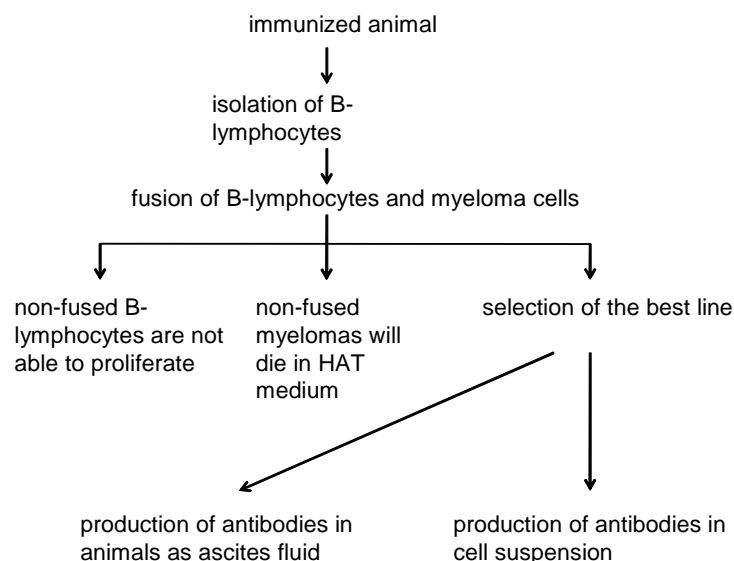 immunized animal
isolation of B-
lymphocytes
fusion of B-lymphocytes and myeloma cells
non-fused B-
lymphocytes are not
able to proliferate
non-fused
myelomas will
die in HAT
medium
selection of the best line
production of antibodies in
animals as ascites fluid
production of antibodies in
cell suspension